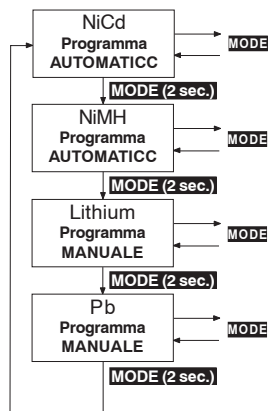 NiCd
Programma
AUTOMATICC
MODE
MODE (2 sec.)
NiMH
Programma
AUTOMATICC
MODE
MODE (2 sec.)
Lithium
Programma
MANUALE
MODE
MODE (2 sec.)
Pb
Programma
MANUALE
MODE
MODE (2 sec.)